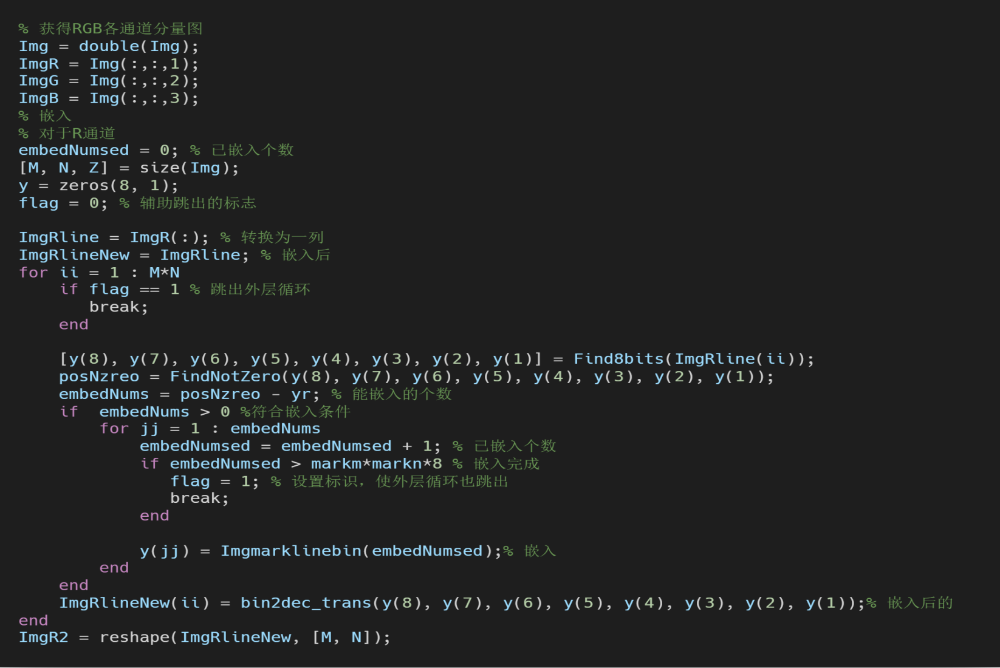 % 获得RGB各通道分量图
Img = double(Img);
ImgR = Img(:,:,1);
ImgG = Img(:,:,2);
ImgB = Img(:,:,3);
% 嵌入
% 对于R通道
embedNumsed = 0; % 已嵌入个数
[M, N, Z] = size(Img);
y = zeros(8, 1);
flag = 0; % 辅助跳出的标志
ImgRline = ImgR(:); % 转换为一列
ImgRlineNew = ImgRline; % 嵌入后
for ii = 1 : M*N
    if flag == 1 % 跳出外层循环
       break;
    end
    [y(8), y(7), y(6), y(5), y(4), y(3), y(2), y(1)] = Find8bits(ImgRline(ii));
    posNzreo = FindNotZero(y(8), y(7), y(6), y(5), y(4), y(3), y(2), y(1));
    embedNums = posNzreo - yr; % 能嵌入的个数
    if  embedNums > 0 %符合嵌入条件
        for jj = 1 : embedNums
            embedNumsed = embedNumsed + 1; % 已嵌入个数
            if embedNumsed > markm*markn*8 % 嵌入完成
               flag = 1; % 设置标识，使外层循环也跳出
               break;
            end
            y(jj) = Imgmarklinebin(embedNumsed);% 嵌入
        end
    end
    ImgRlineNew(ii) = bin2dec_trans(y(8), y(7), y(6), y(5), y(4), y(3), y(2), y(1));% 嵌入后的
end
ImgR2 = reshape(ImgRlineNew, [M, N]);